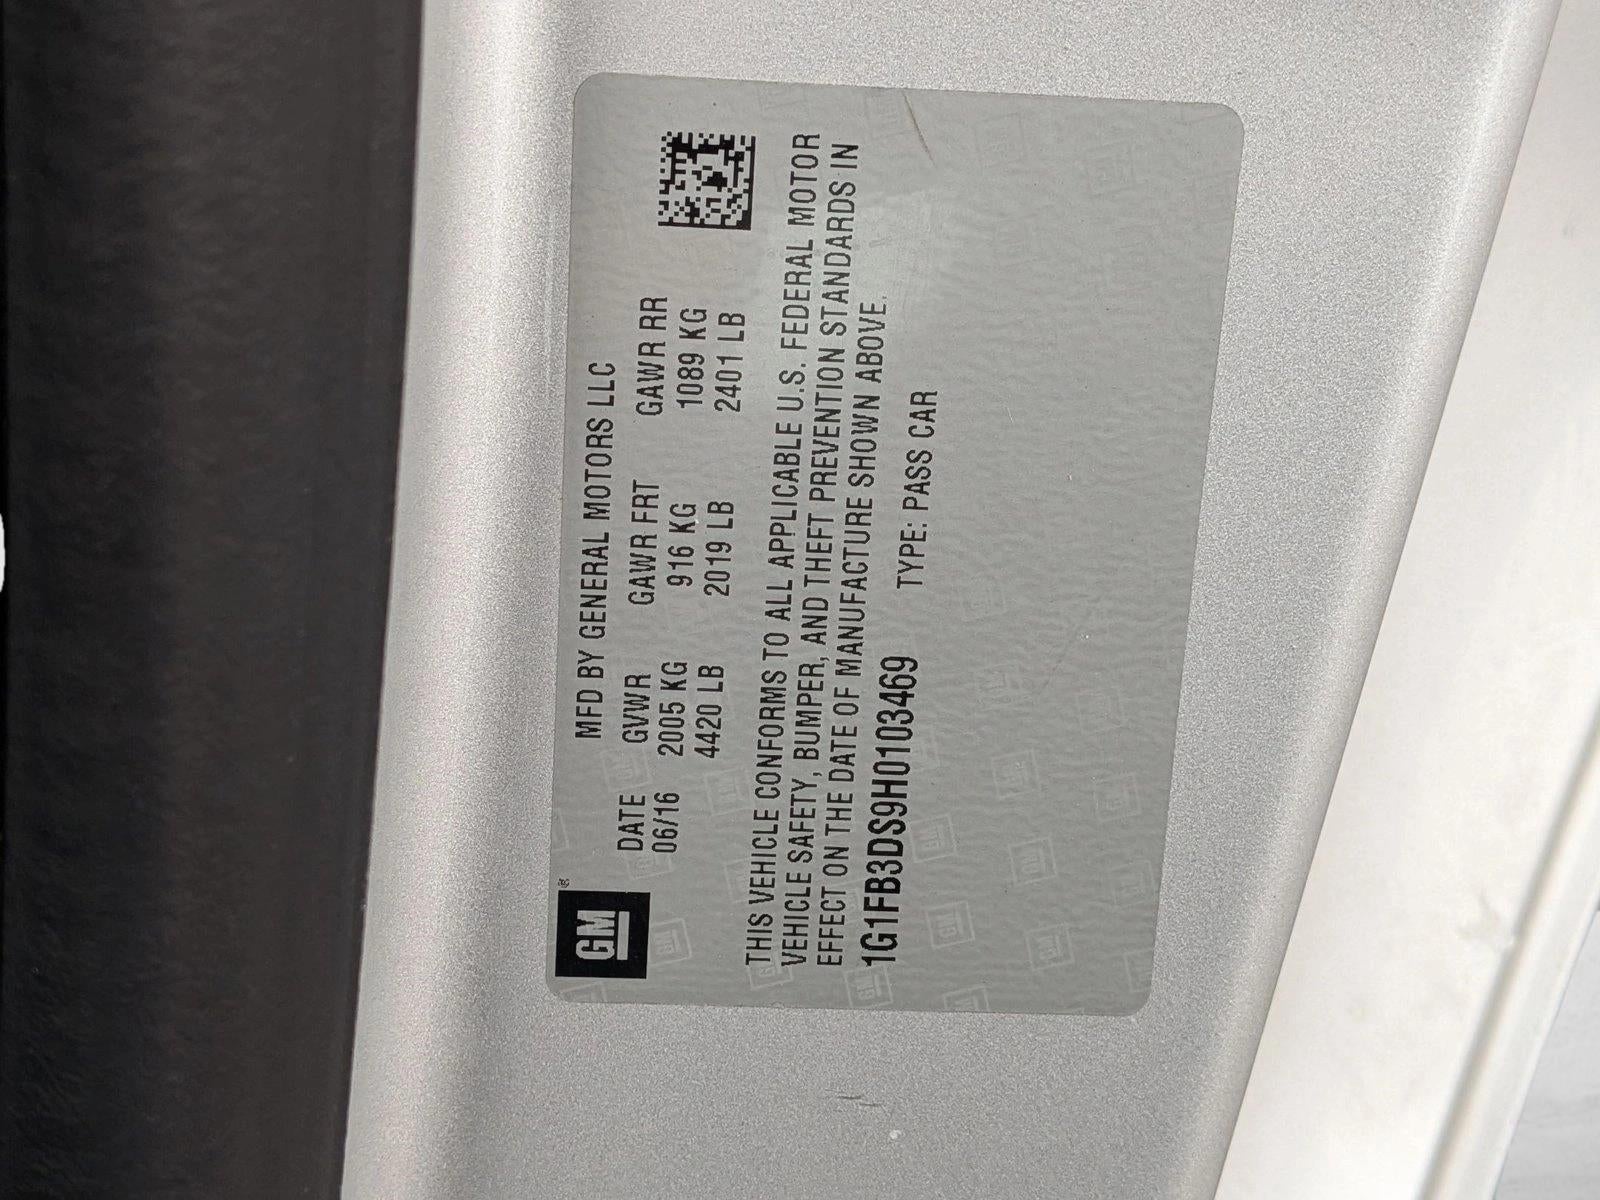 GM ®
MFD BY GENERAL MOTORS LLC
DATE GVWR GAWR FRT GAWR RR
06/16 2005 KG 916 KG 1089 KG
4420 LB 2019 LB 2401 LB
THIS VEHICLE CONFORMS TO ALL APPLICABLE U.S. FEDERAL MOTOR
VEHICLE SAFETY, BUMPER, AND THEFT PREVENTION STANDARDS IN
EFFECT ON THE DATE OF MANUFACTURE SHOWN ABOVE.
1G1FB3DS9H0103469 TYPE: PASS CAR